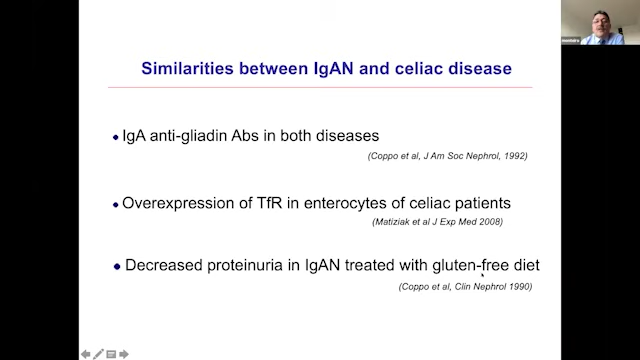 Similarities between IgAN and celiac disease
IgA anti-gliadin Abs in both diseases
(Coppo et al, J Am Soc Nephrol, 1992)
Overexpression of TfR in enterocytes of celiac patients
(Matiziak et al J Exp Med 2008)
Decreased proteinuria in IgAN treated with gluten-free diet
(Coppo et al, Clin Nephrol 1990)